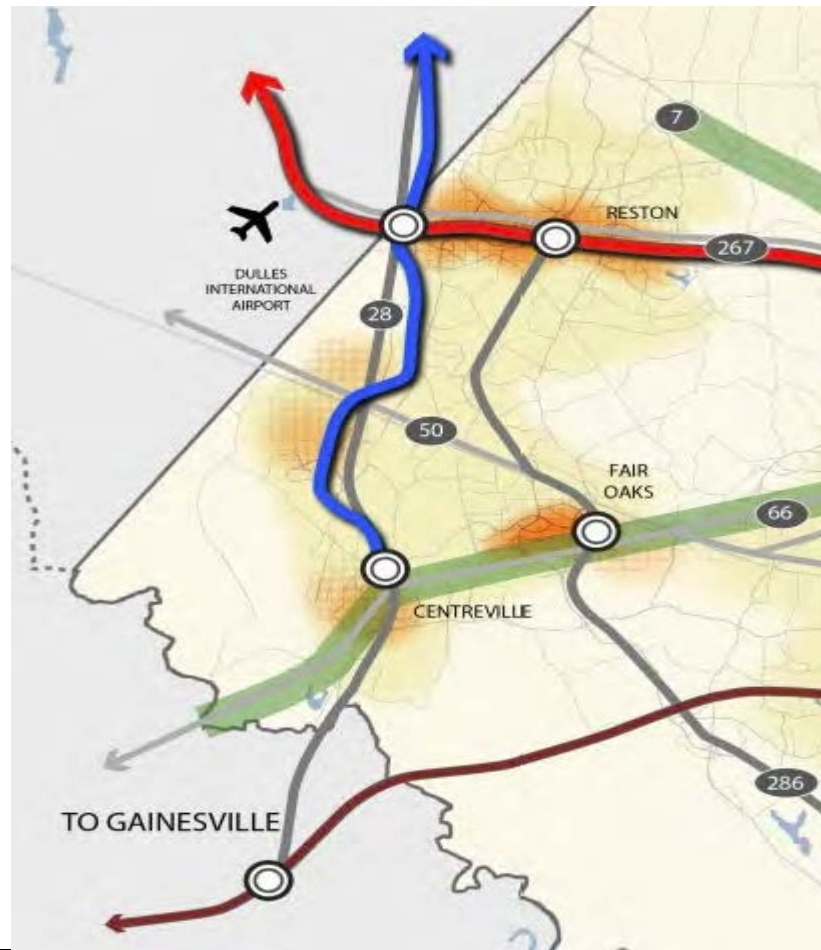 7
RESTON
267
DULLES
INTERNATIONAL
AIRPORT
28
50
FAIR
OAKS
66
CENTREVILLE
286
TO GAINESVILLE